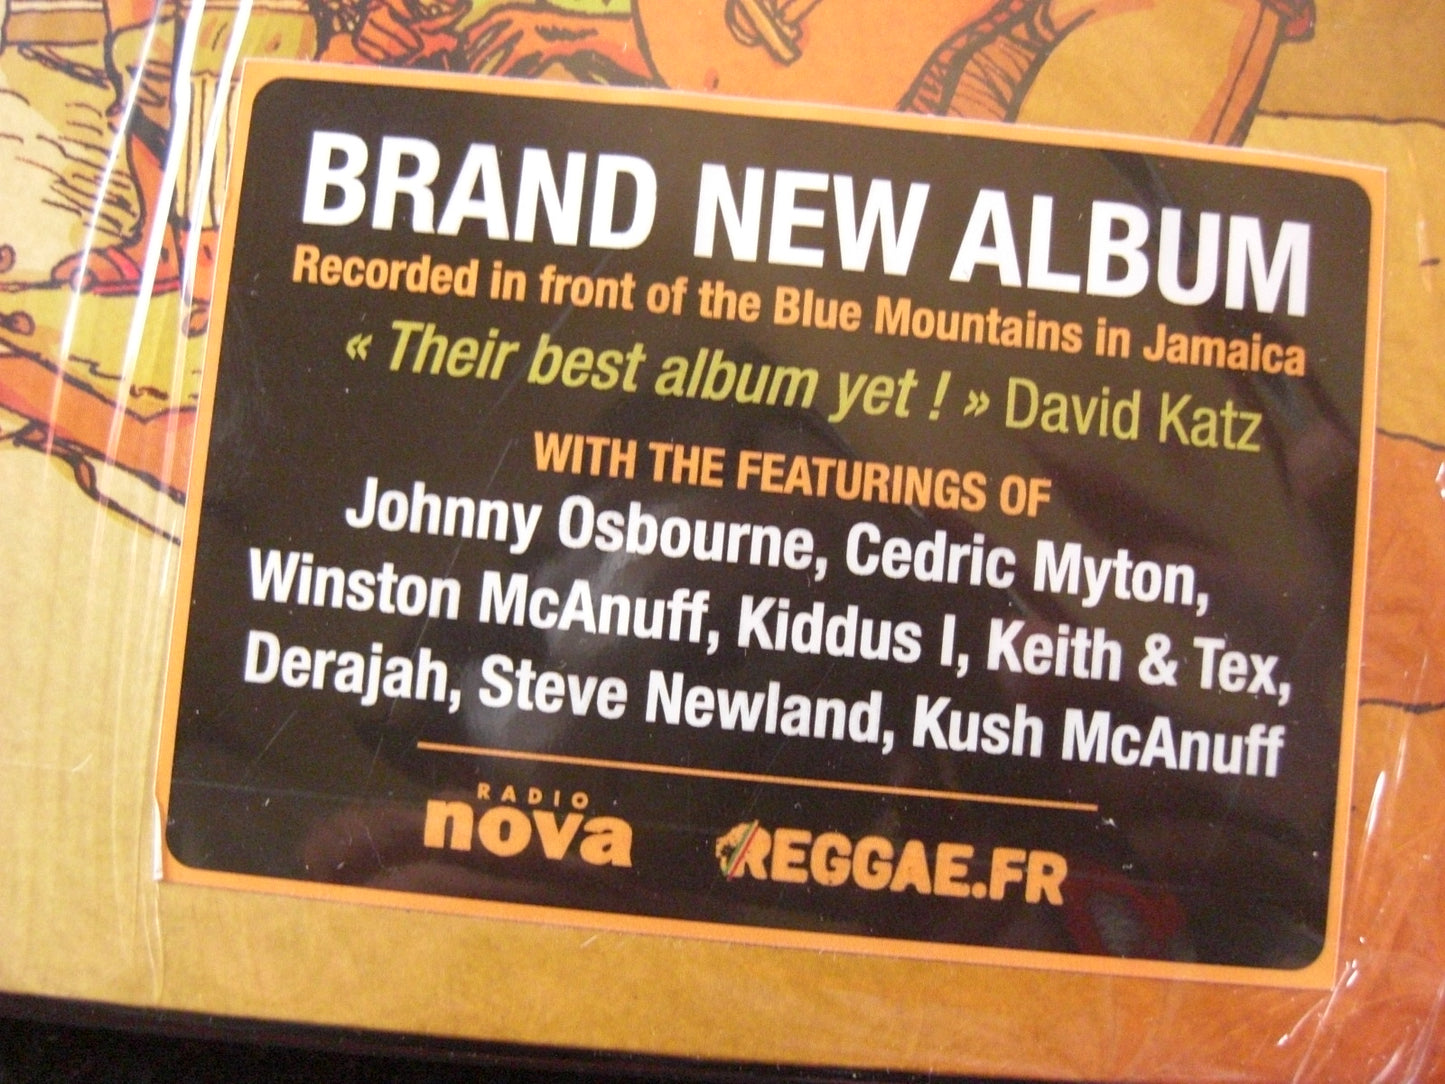 BRAND NEW ALBUM
Recorded in front of the Blue Mountains in Jamaica
« Their best album yet ! » David Katz
WITH THE FEATURINGS OF
Johnny Osbourne, Cedric Myton,
Winston McAnuff, Kiddus I, Keith & Tex,
Derajah, Steve Newland, Kush McAnuff
RADIO
nova
REGGAE.FR